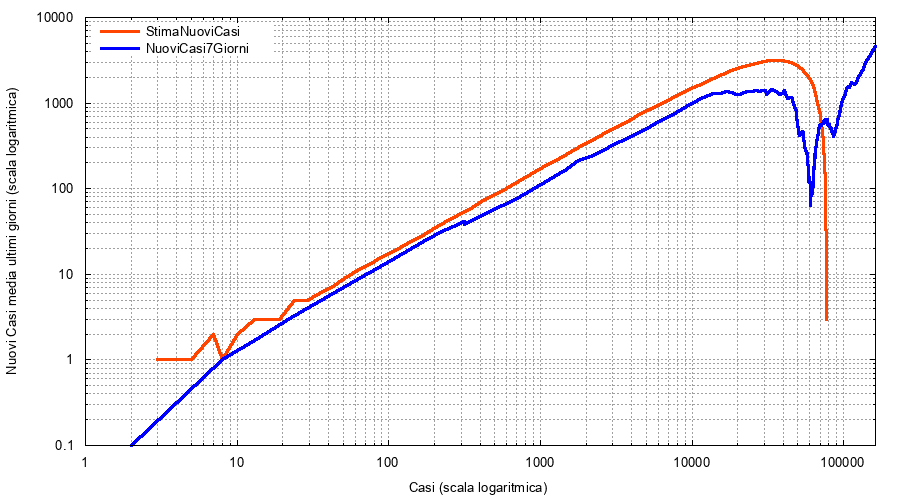 10000
1000
100
10
1
0.1
StimaNuoviCasi
NuoviCasi7Giorni
Nuovi Casi media ultimi giorni (scala logaritmica)
1 10 100 1000 10000 100000
Casi (scala logaritmica)